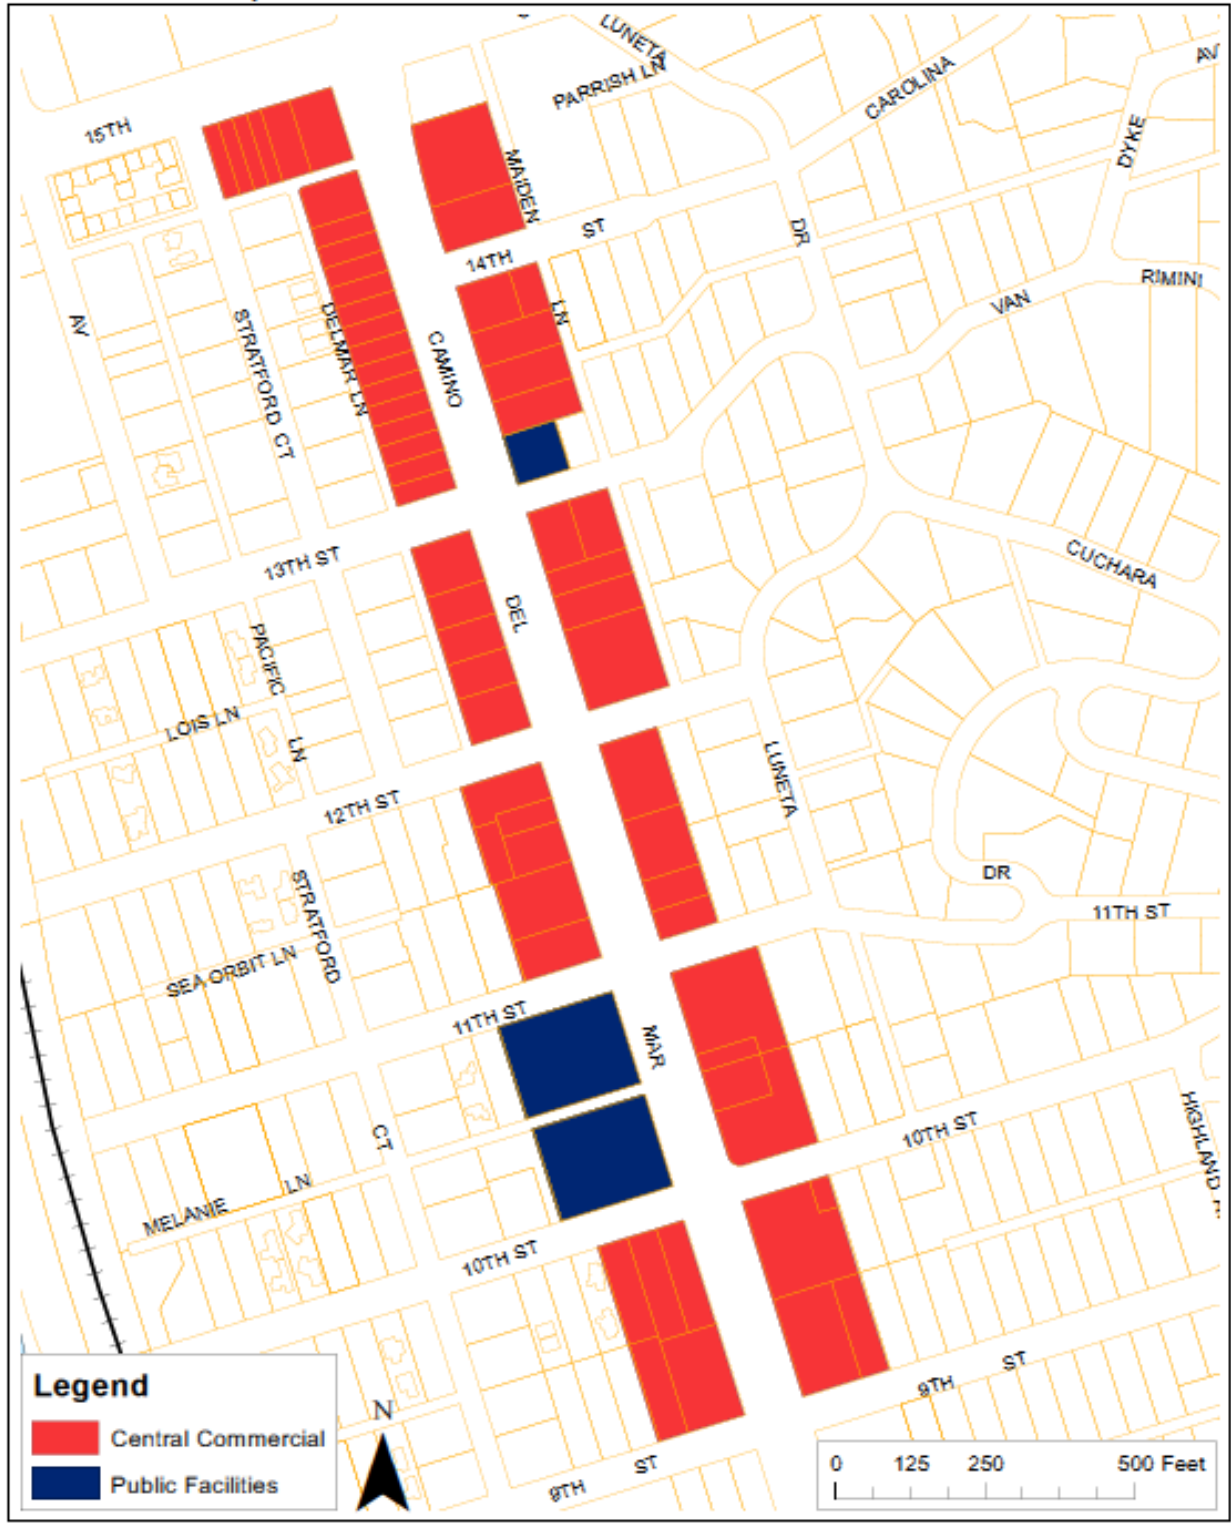 LUNETA
PARRISH LN
CAROLINA
AV
15TH
DYKE
MAIDEN
ST
DR
14TH
RIMINI
VAN
LN
AV
STRATFORD CT
DELMAR LN
CAMINO
13TH ST
CUCHARA
DEL
PACIFIC
LOIS LN
LN
LUNETA
12TH ST
DR
11TH ST
STRATFORD
SEA ORBIT LN
11TH ST
MAR
CT
10TH ST
HIGHLAND
MELANIE
LN
10TH ST
ST
9TH
ST
9TH
Legend
Central Commercial
Public Facilities
N
0 125 250 500 Feet